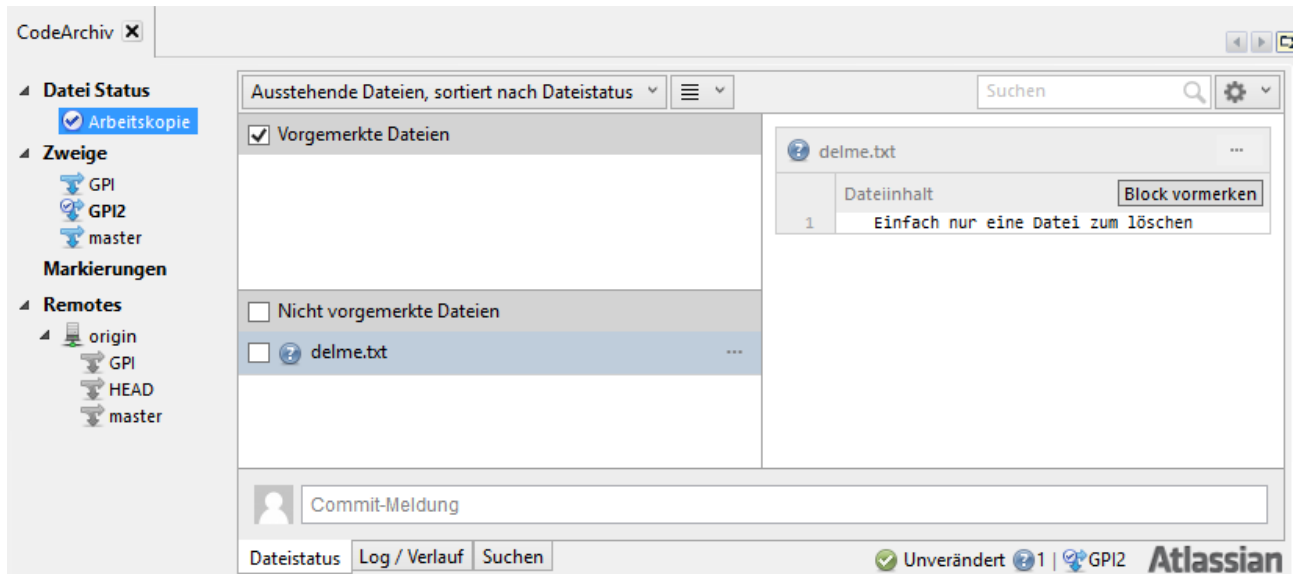 CodeArchiv
Datei Status
Arbeitskopie
Zweige
GPI
GPI2
master
Markierungen
Remotes
origin
GPI
HEAD
master
Ausstehende Dateien, sortiert nach Dateistatus
Suchen
Vorgemerkte Dateien
Nicht vorgemerkte Dateien
delme.txt
delme.txt
Dateiinhalt Block vormerken
1 Einfach nur eine Datei zum löschen
Commit-Meldung
Dateistatus Log / Verlauf Suchen
Unverändert 1 | GPI2 Atlassian